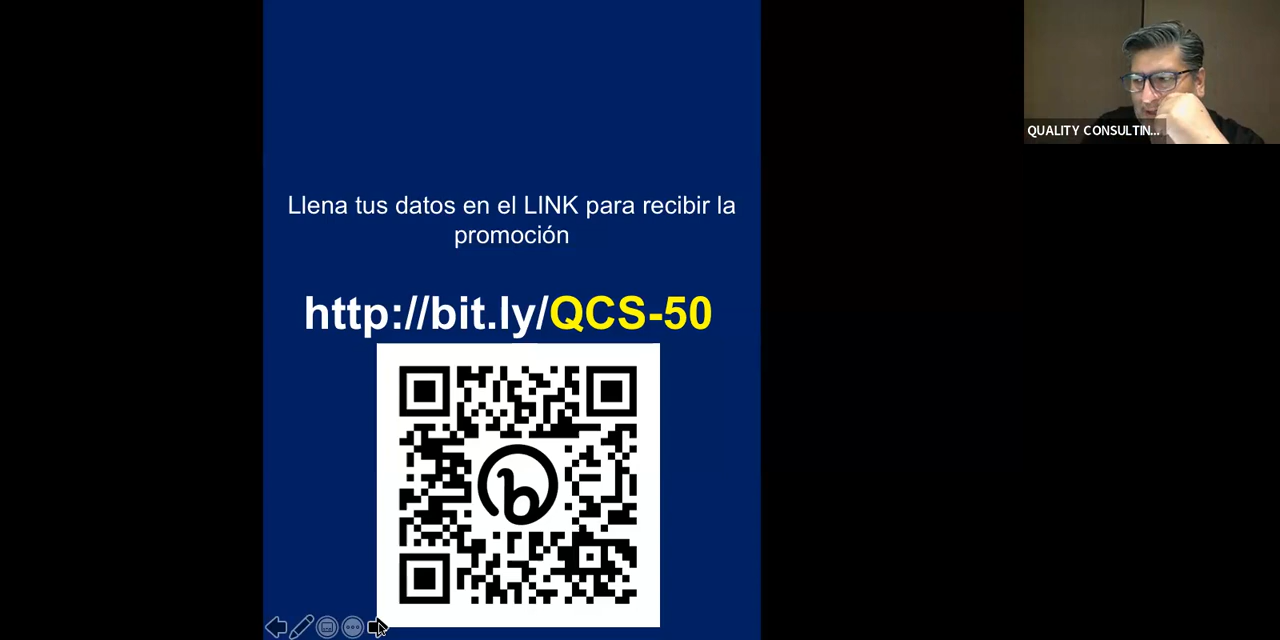 Llena tus datos en el LINK para recibir la
promoción
http://bit.ly/QCS-50
QUALITY CONSULTIN...